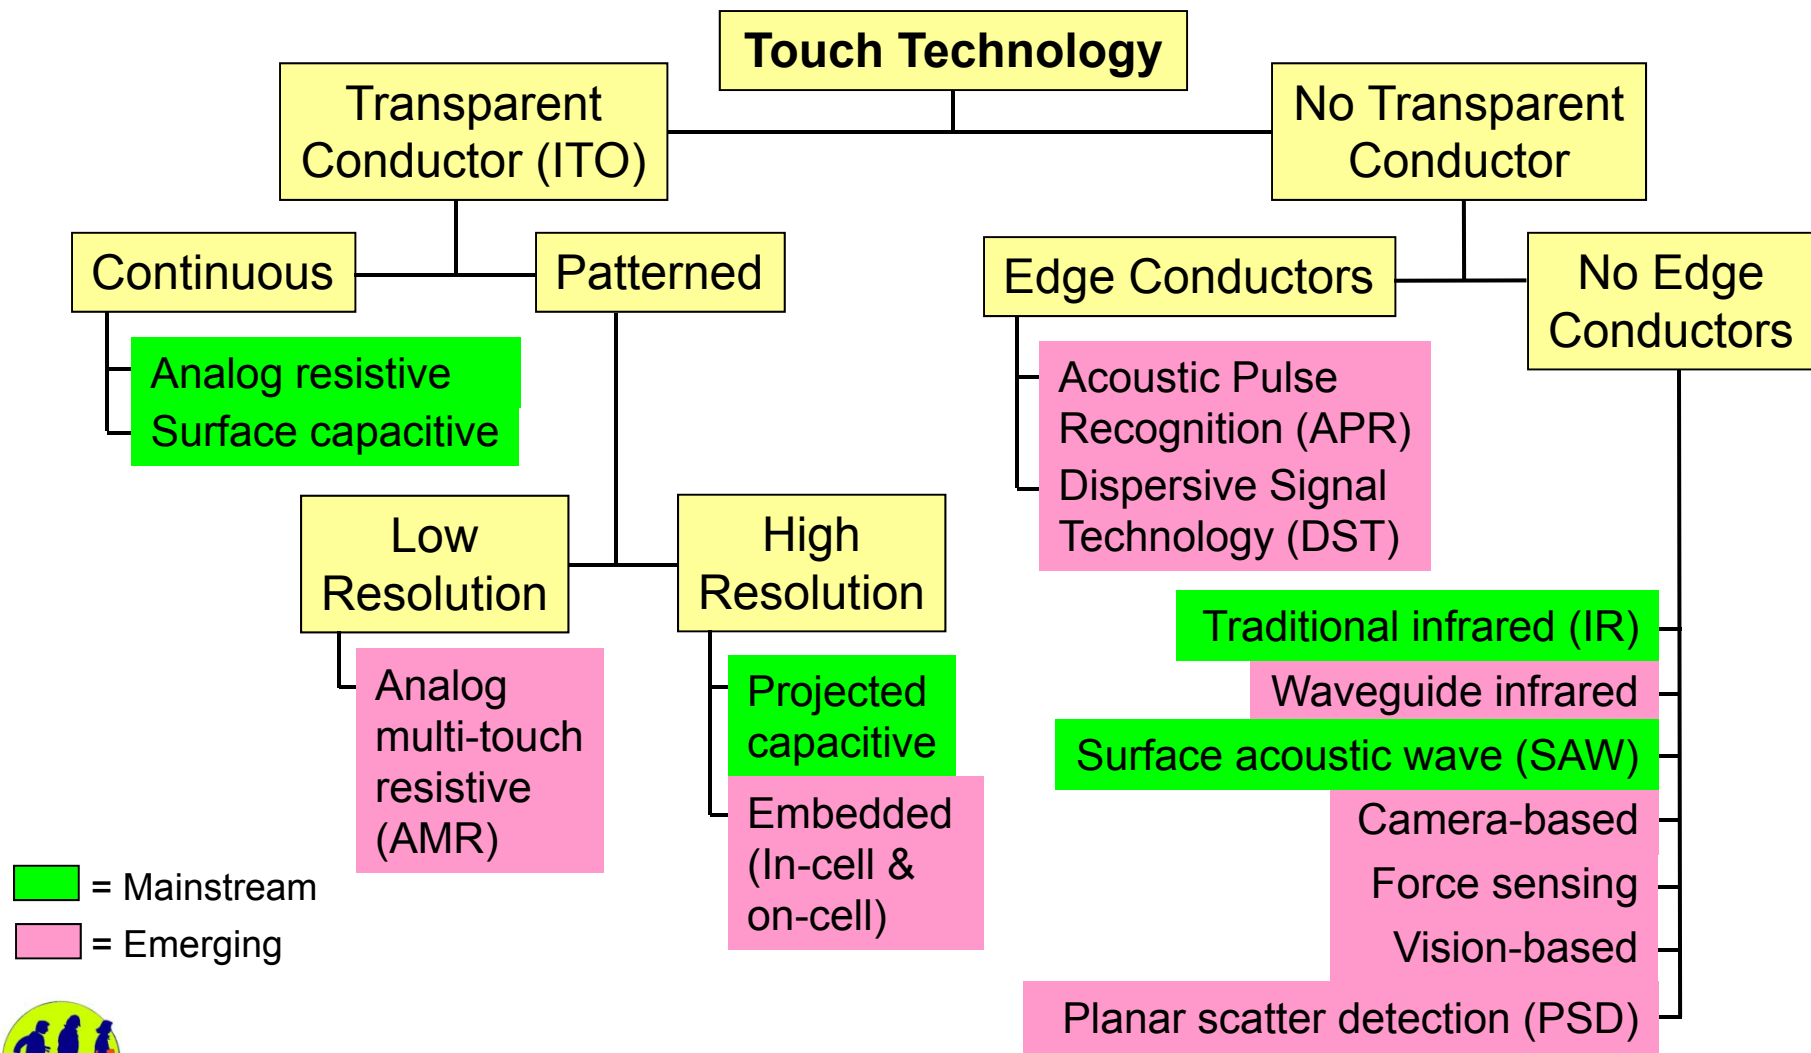 Touch Technology
Transparent
Conductor (ITO)
No Transparent
Conductor
Continuous
Patterned
Edge Conductors
No Edge
Conductors
Analog resistive
Surface capacitive
Low
Resolution
High
Resolution
Analog
multi-touch
resistive
(AMR)
Projected
capacitive
Embedded
(In-cell &
on-cell)
Acoustic Pulse
Recognition (APR)
Dispersive Signal
Technology (DST)
Traditional infrared (IR)
Waveguide infrared
Surface acoustic wave (SAW)
Camera-based
Force sensing
Vision-based
Planar scatter detection (PSD)
= Mainstream
= Emerging